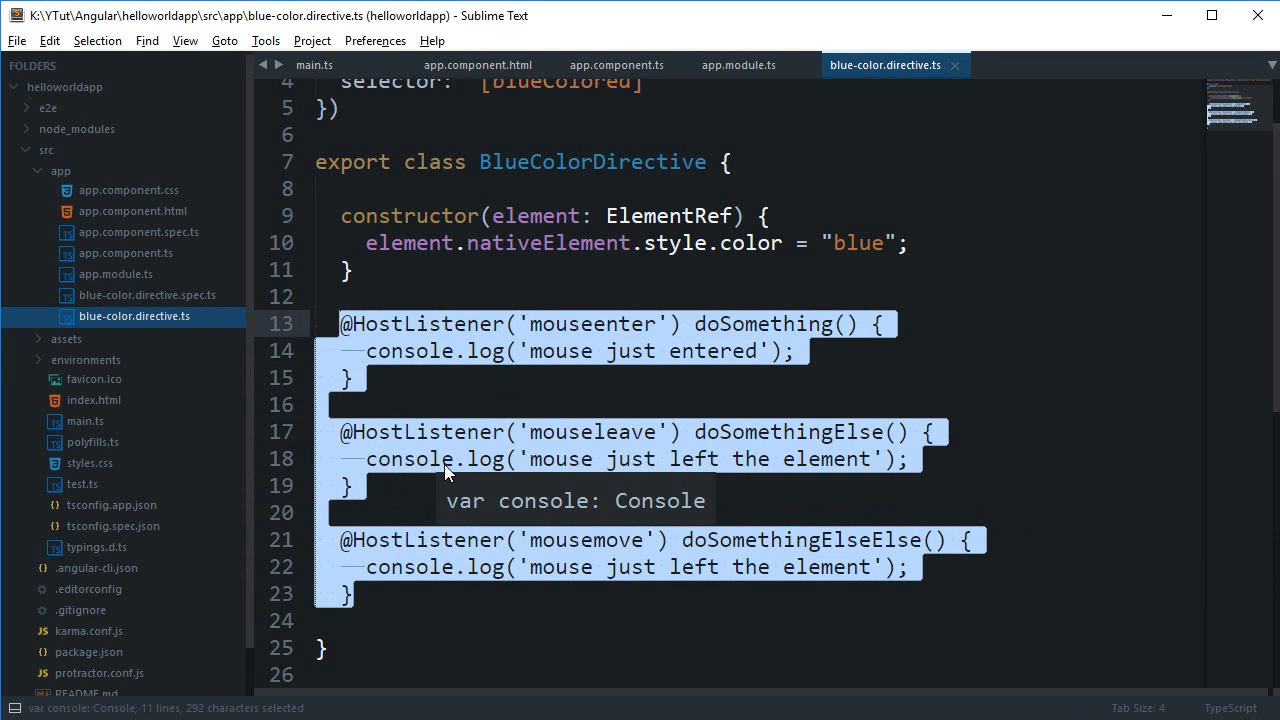 K:\YTut\Angular\helloworldapp\src\app\blue-color.directive.ts (helloworldapp) - Sublime Text
File Edit Selection Find View Goto Tools Project Preferences Help
FOLDERS
helloworldapp
e2e
node_modules
src
app
app.component.css
app.component.html
app.component.spec.ts
app.component.ts
app.module.ts
blue-color.directive.spec.ts
blue-color.directive.ts
assets
environments
favicon.ico
index.html
main.ts
polyfills.ts
styles.css
test.ts
tsconfig.app.json
tsconfig.spec.json
typings.d.ts
.angular-cli.json
.editorconfig
.gitignore
karma.conf.js
package.json
protractor.conf.js
README.md
main.ts app.component.html app.component.ts app.module.ts blue-color.directive.ts
4 selector: "[blueColored]"
5 })
6
7 export class BlueColorDirective {
8
9 constructor(element: ElementRef) {
10 element.nativeElement.style.color = "blue";
11 }
12
13 @HostListener('mouseenter') doSomething() {
14 console.log('mouse just entered');
15 }
16
17 @HostListener('mouseleave') doSomethingElse() {
18 console.log('mouse just left the element');
19 }
var console: Console
20
21 @HostListener('mousemove') doSomethingElseElse() {
22 console.log('mouse just left the element');
23 }
24
25 }
26
var console: Console, 11 lines, 292 characters selected
Tab Size: 4 TypeScript